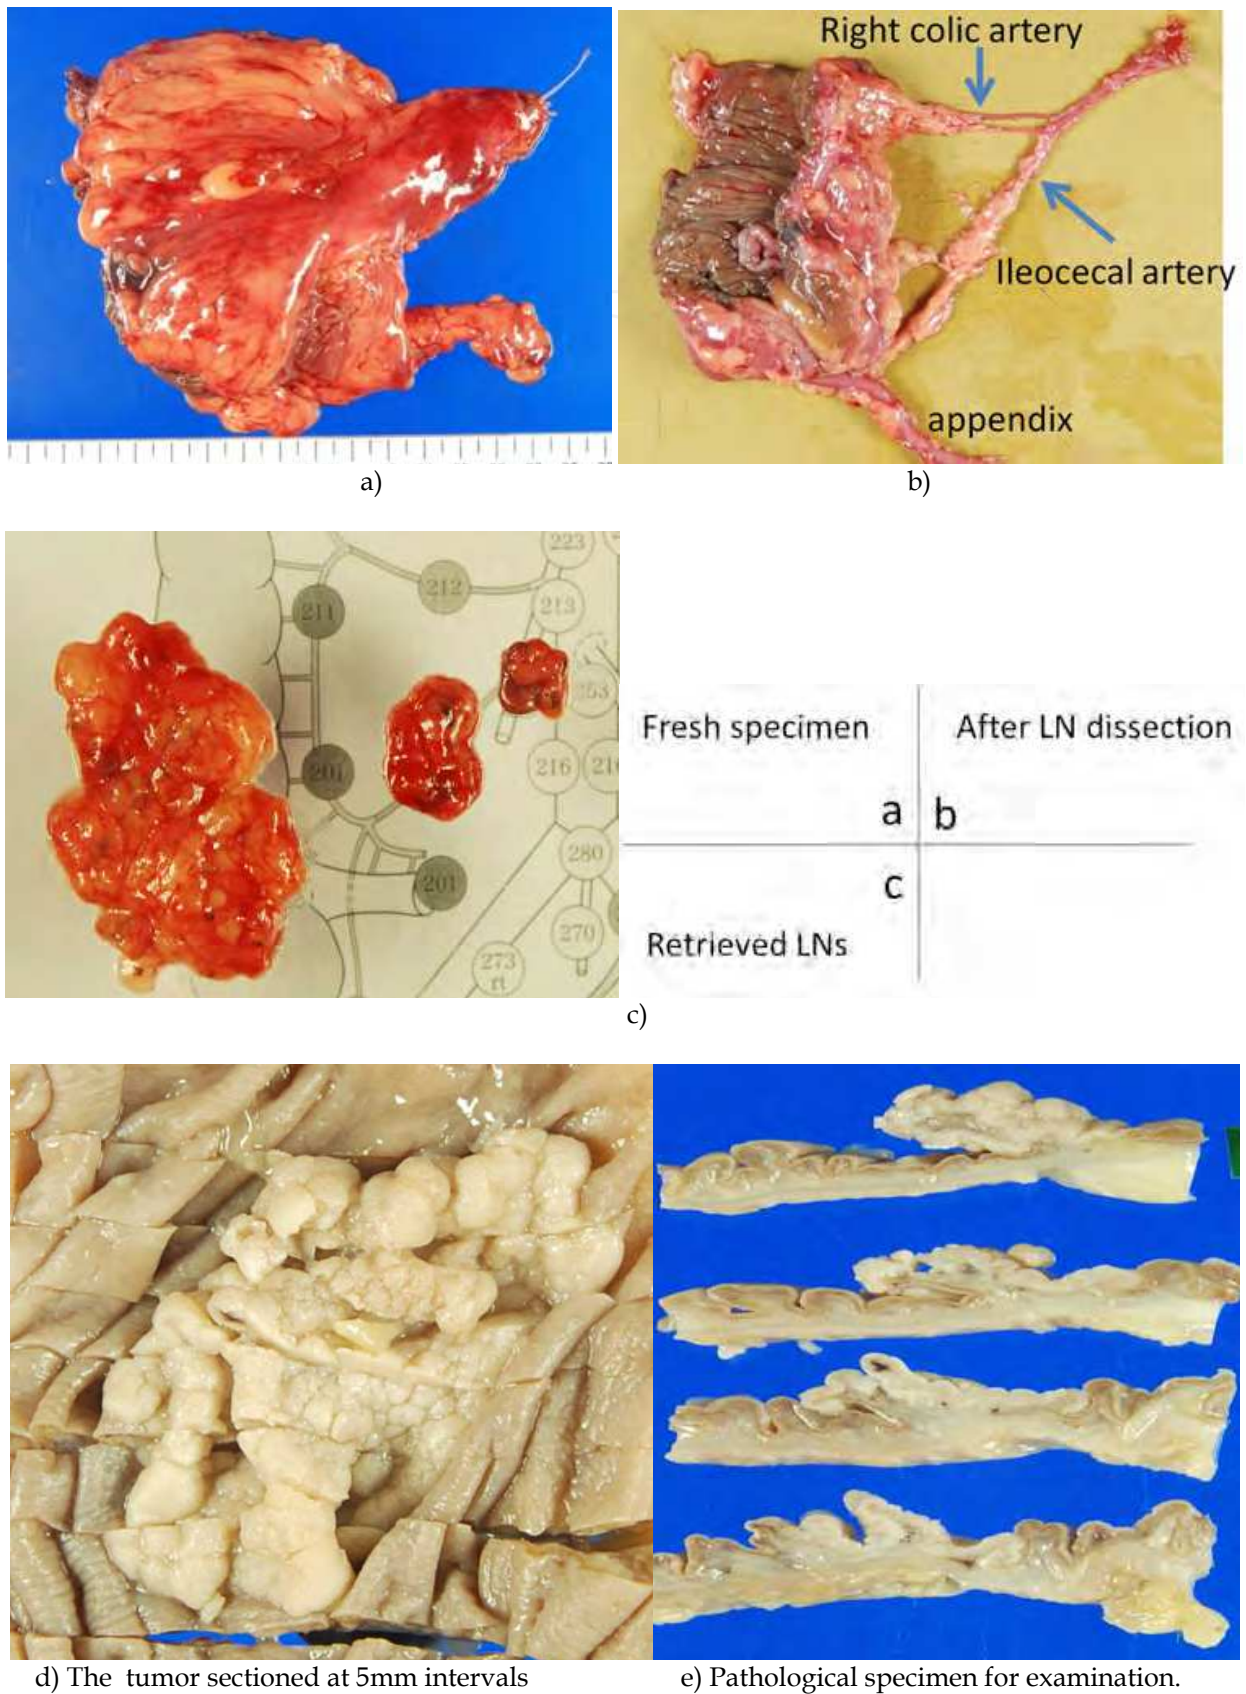 Right colic artery
Ileocecal artery
appendix
a)
b)
223
212
211
213
253
201
216
216
280
201
270
273
rt
Fresh specimen
After LN dissection
a
b
c
Retrieved LNs
c)
d) The tumor sectioned at 5mm intervals
e) Pathological specimen for examination.